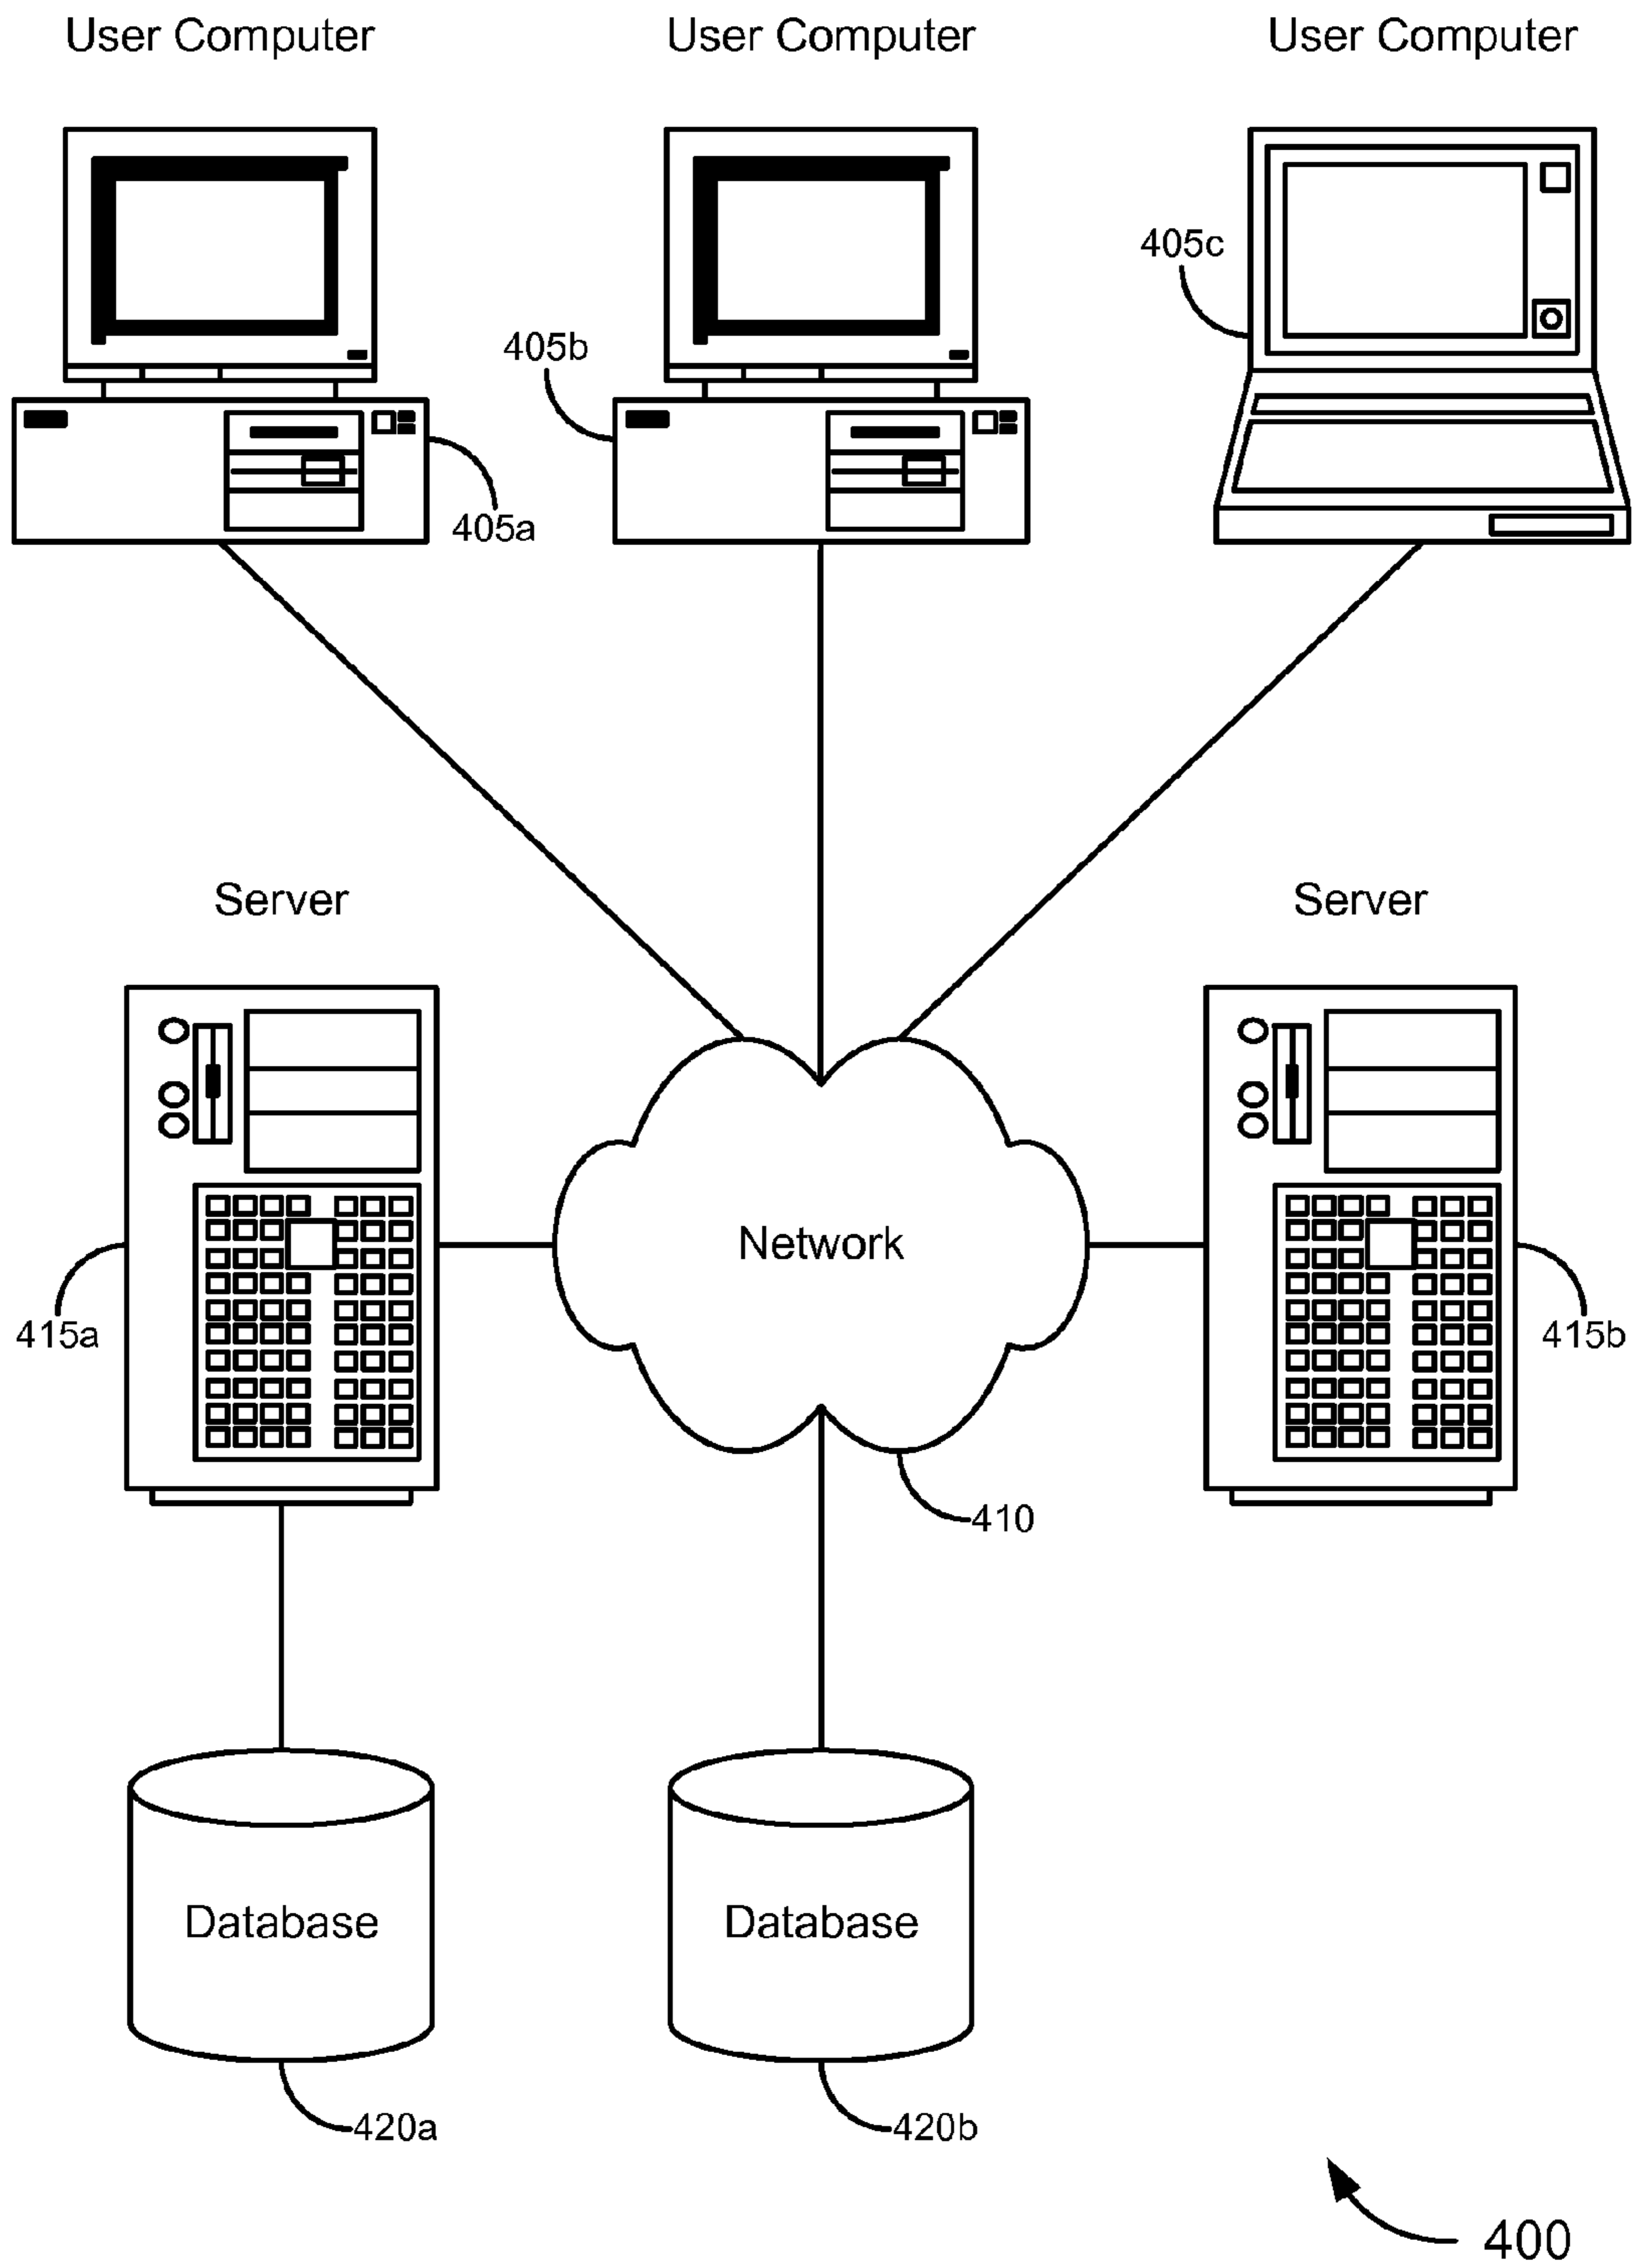 User Computer
User Computer
User Computer
405c
405b
405a
Server
Server
Network
415a
415b
410
Database
Database
420a
420b
400